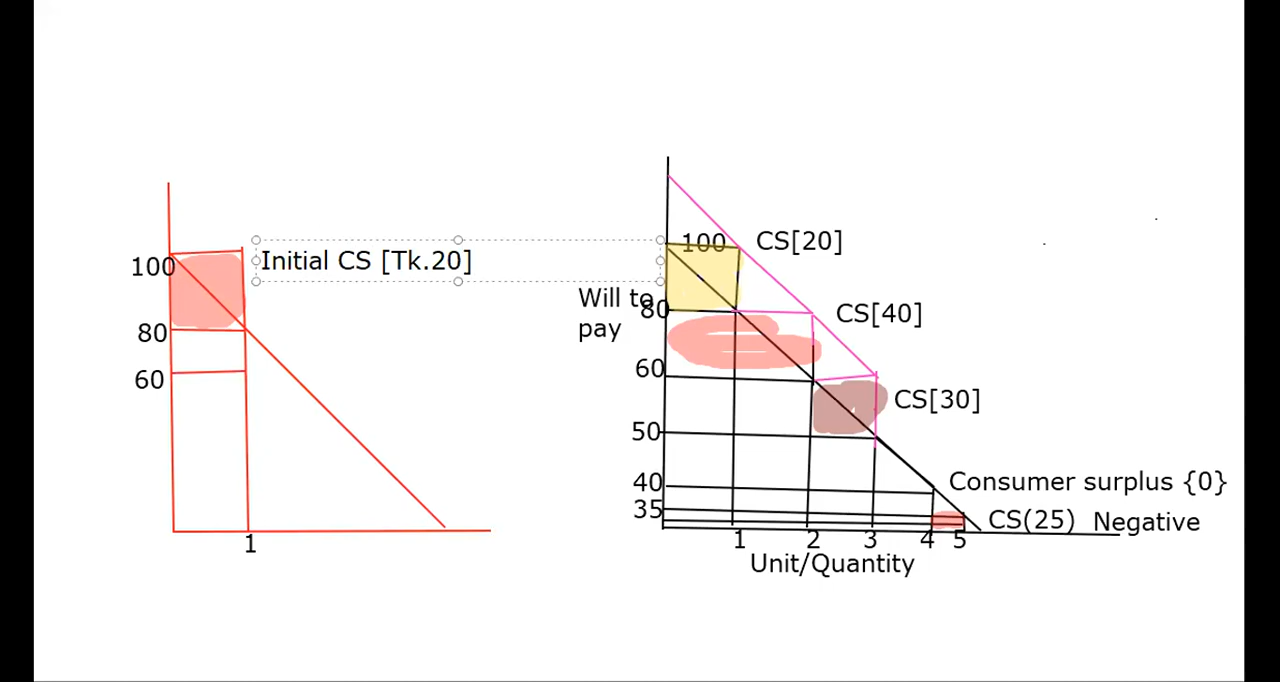 100
Initial CS [Tk.20]
80
60
1
100
CS[20]
Will to
pay
80
CS[40]
60
CS[30]
50
40
Consumer surplus {0}
35
CS(25) Negative
1 2 3 4 5
Unit/Quantity